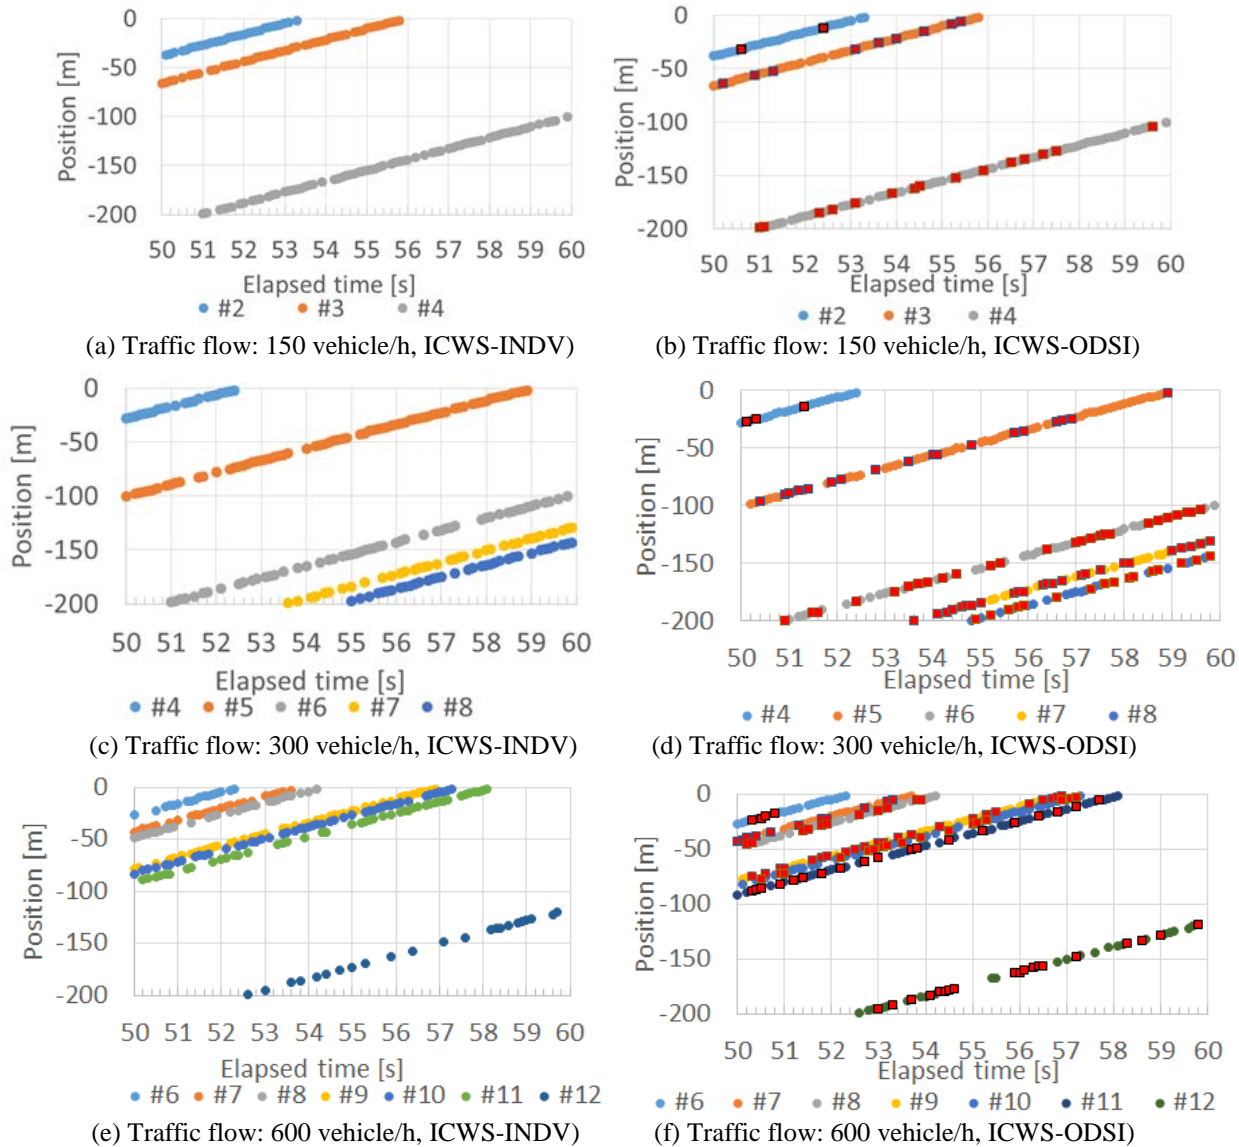 0
-50
-100
-150
-200
Position [m]
50 51 52 53 54 55 56 57 58 59 60
Elapsed time [s]
#2 #3 #4
(a) Traffic flow: 150 vehicle/h, ICWS-INDV)
0
-50
-100
-150
-200
Position [m]
50 51 52 53 54 55 56 57 58 59 60
Elapsed time [s]
#2 #3 #4
(b) Traffic flow: 150 vehicle/h, ICWS-ODSI)
0
-50
-100
-150
-200
Position [m]
50 51 52 53 54 55 56 57 58 59 60
Elapsed time [s]
#4 #5 #6 #7 #8
(c) Traffic flow: 300 vehicle/h, ICWS-INDV)
0
-50
-100
-150
-200
Position [m]
50 51 52 53 54 55 56 57 58 59 60
Elapsed time [s]
#4 #5 #6 #7 #8
(d) Traffic flow: 300 vehicle/h, ICWS-ODSI)
0
-50
-100
-150
-200
Position [m]
50 51 52 53 54 55 56 57 58 59 60
Elapsed time [s]
#6 #7 #8 #9 #10 #11 #12
(e) Traffic flow: 600 vehicle/h, ICWS-INDV)
0
-50
-100
-150
-200
Position [m]
50 51 52 53 54 55 56 57 58 59 60
Elapsed time [s]
#6 #7 #8 #9 #10 #11 #12
(f) Traffic flow: 600 vehicle/h, ICWS-ODSI)